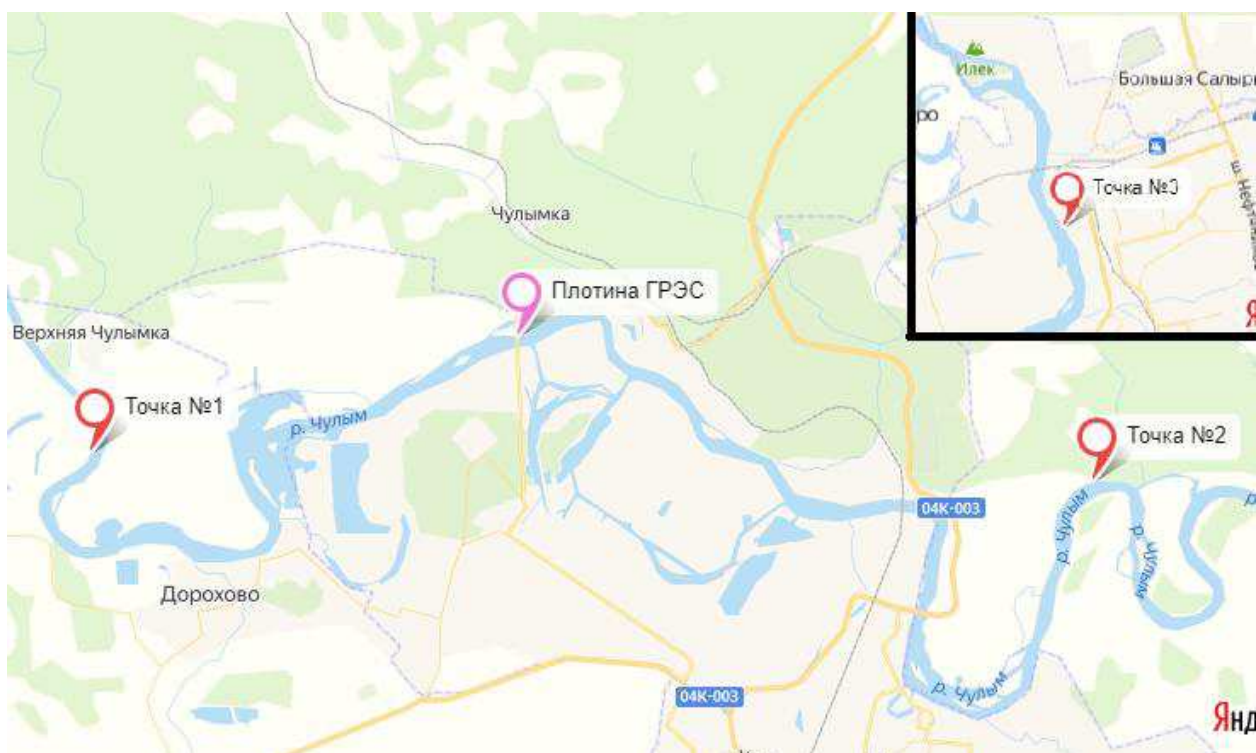 Илек
Большая Салыр
ро
Точка №3
ш. Неф
Я
Чулымка
Плотина ГРЭС
Верхняя Чулымка
Точка №1
р. Чулым
Точка №2
04К-003
р. Чулым
р. Чулым
р.
Дорохово
р. Чулым
04К-003
Янд